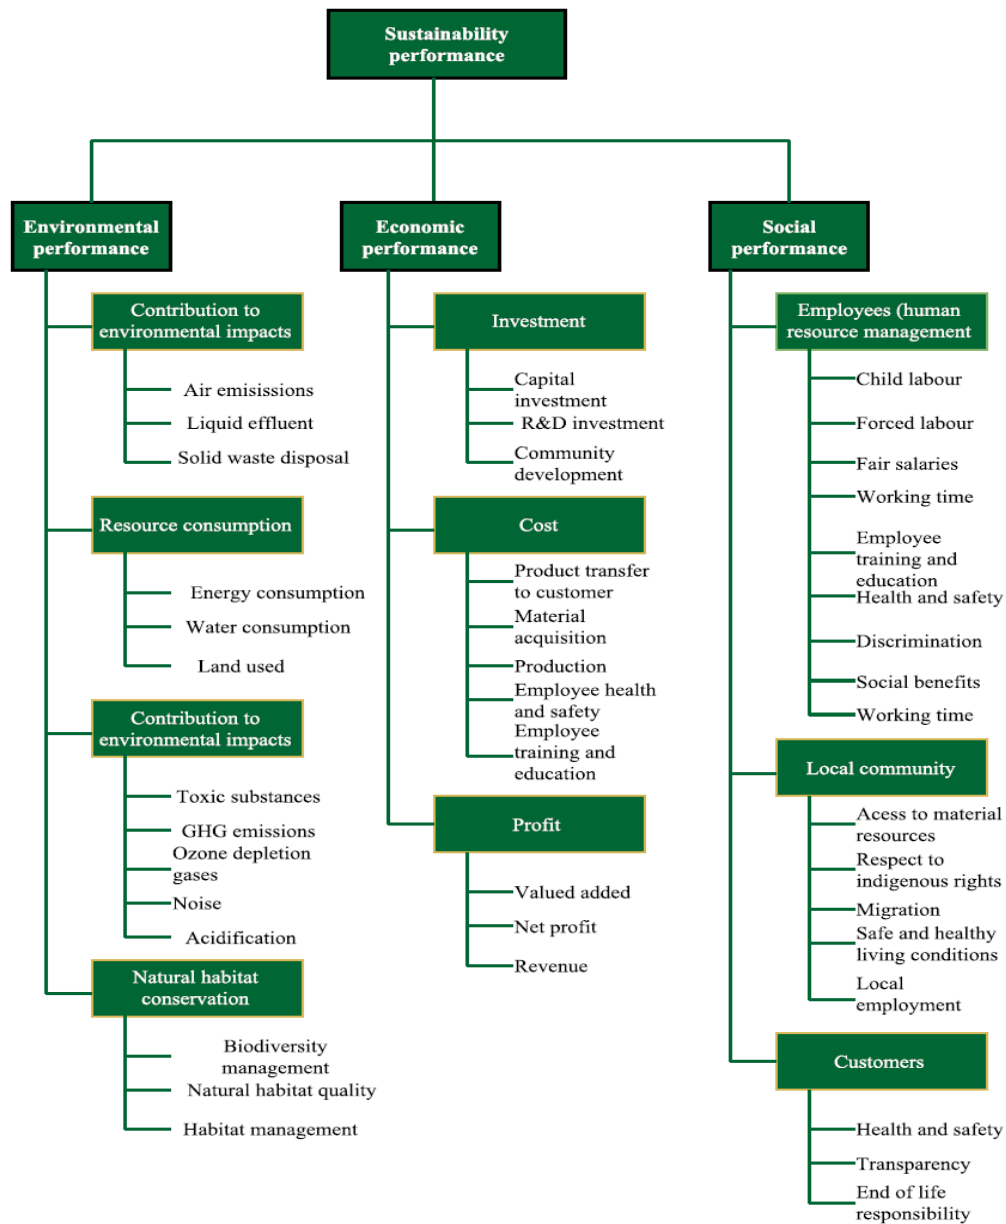 Sustainability
performance
Environmental
performance
Contribution to
environmental impacts
Air emisissions
Liquid effluent
Solid waste disposal
Resource consumption
Energy consumption
Water consumption
Land used
Contribution to
environmental impacts
Toxic substances
GHG emissions
Ozone depletion
gases
Noise
Acidification
Natural habitat
conservation
Biodiversity
management
Natural habitat quality
Habitat management
Economic
performance
Investment
Capital
investment
R&D investment
Community
development
Cost
Product transfer
to customer
Material
acquisition
Production
Employee health
and safety
Employee
training and
education
Profit
Valued added
Net profit
Revenue
Social
performance
Employees (human
resource management
Child labour
Forced labour
Fair salaries
Working time
Employee
training and
education
Health and safety
Discrimination
Social benefits
Working time
Local community
Acess to material
resources
Respect to
indigenous rights
Migration
Safe and healthy
living conditions
Local
employment
Customers
Health and safety
Transparency
End of life
responsibility